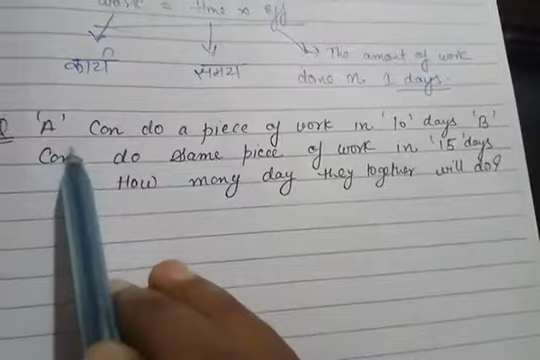 work = time × eff
कार्य समय
The amount of work
done in 1 days.
Q 'A' Can do a piece of work in '10' days 'B'
Can do same piece of work in '15' days
How many day they together will do?